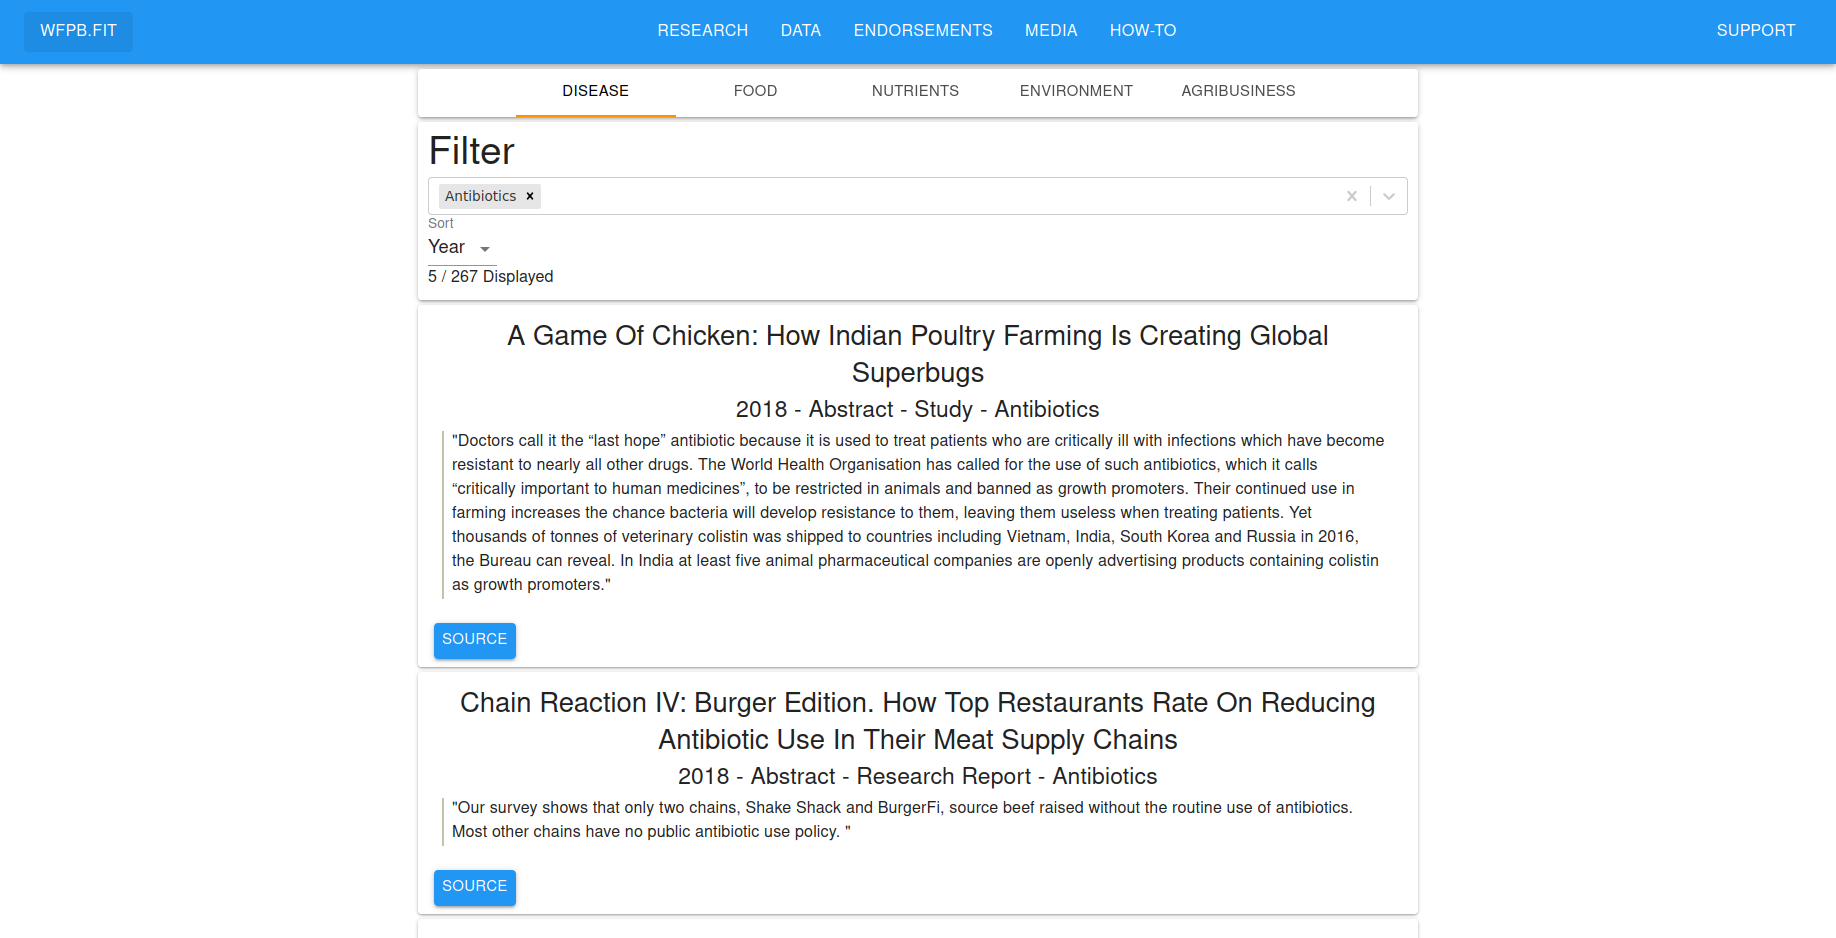 WFPB.FIT
RESEARCH
DATA
ENDORSEMENTS
MEDIA
HOW-TO
SUPPORT
DISEASE
FOOD
NUTRIENTS
ENVIRONMENT
AGRIBUSINESS
Filter
Antibiotics
Sort
Year
5 / 267 Displayed
A Game Of Chicken: How Indian Poultry Farming Is Creating Global
Superbugs
2018 - Abstract - Study - Antibiotics
"Doctors call it the “last hope” antibiotic because it is used to treat patients who are critically ill with infections which have become
resistant to nearly all other drugs. The World Health Organisation has called for the use of such antibiotics, which it calls
“critically important to human medicines”, to be restricted in animals and banned as growth promoters. Their continued use in
farming increases the chance bacteria will develop resistance to them, leaving them useless when treating patients. Yet
thousands of tonnes of veterinary colistin was shipped to countries including Vietnam, India, South Korea and Russia in 2016,
the Bureau can reveal. In India at least five animal pharmaceutical companies are openly advertising products containing colistin
as growth promoters."
SOURCE
Chain Reaction IV: Burger Edition. How Top Restaurants Rate On Reducing
Antibiotic Use In Their Meat Supply Chains
2018 - Abstract - Research Report - Antibiotics
"Our survey shows that only two chains, Shake Shack and BurgerFi, source beef raised without the routine use of antibiotics.
Most other chains have no public antibiotic use policy. "
SOURCE